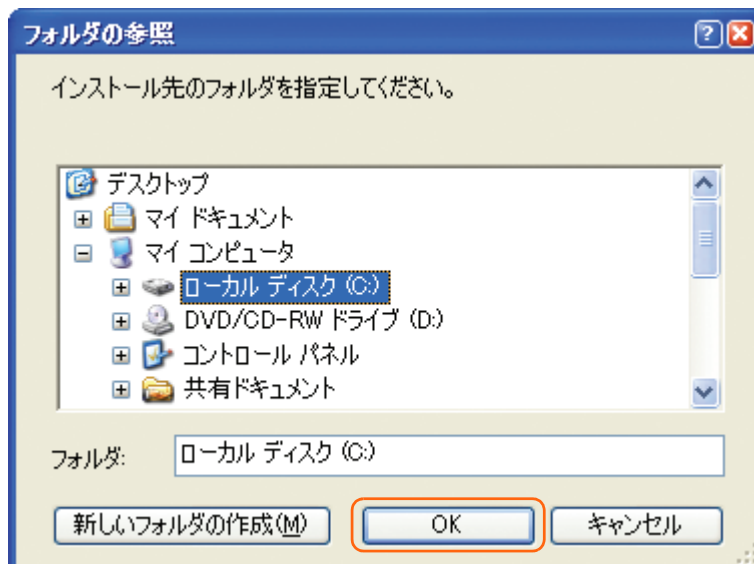 フォルダの参照
インストール先のフォルダを指定してください。
デスクトップ
マイ ドキュメント
マイ コンピュータ
ローカル ディスク (C:)
DVD/CD-RW ドライブ (D:)
コントロール パネル
共有ドキュメント
フォルダ: ローカル ディスク (C:)
新しいフォルダの作成(M) OK キャンセル